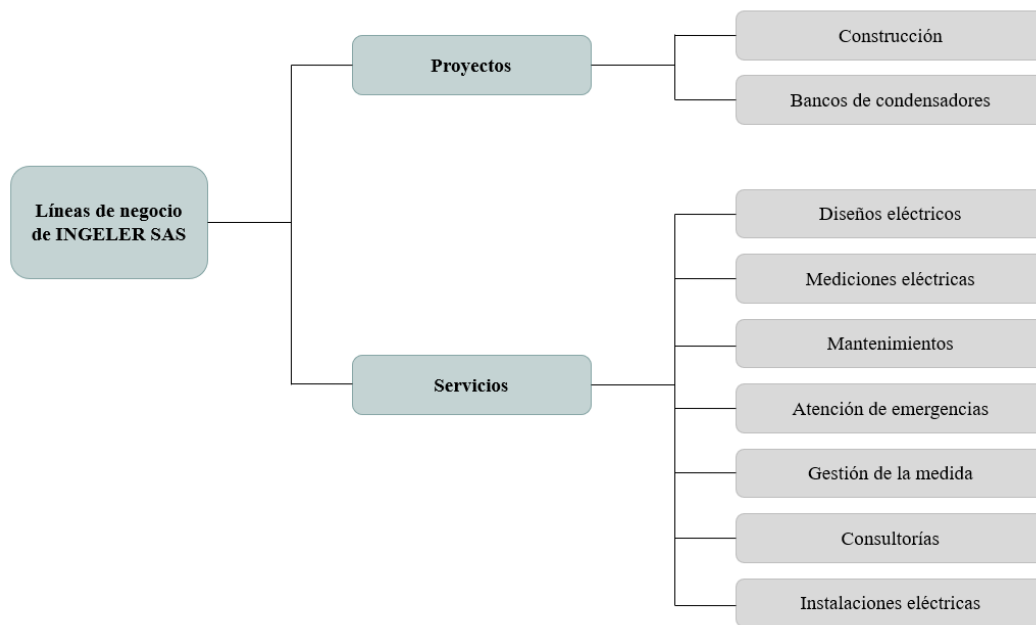 Líneas de negocio
de INGELER SAS
Proyectos
Construcción
Bancos de condensadores
Servicios
Diseños eléctricos
Mediciones eléctricas
Mantenimientos
Atención de emergencias
Gestión de la medida
Consultorías
Instalaciones eléctricas